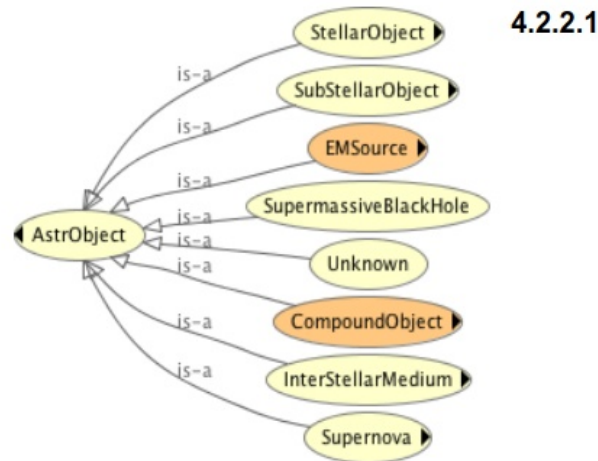 4.2.2.1
StellarObject
is-a
SubStellarObject
is-a
EMSource
is-a
SupermassiveBlackHole
is-a
AstrObject
is-a
Unknown
is-a
CompoundObject
is-a
InterStellarMedium
is-a
Supernova